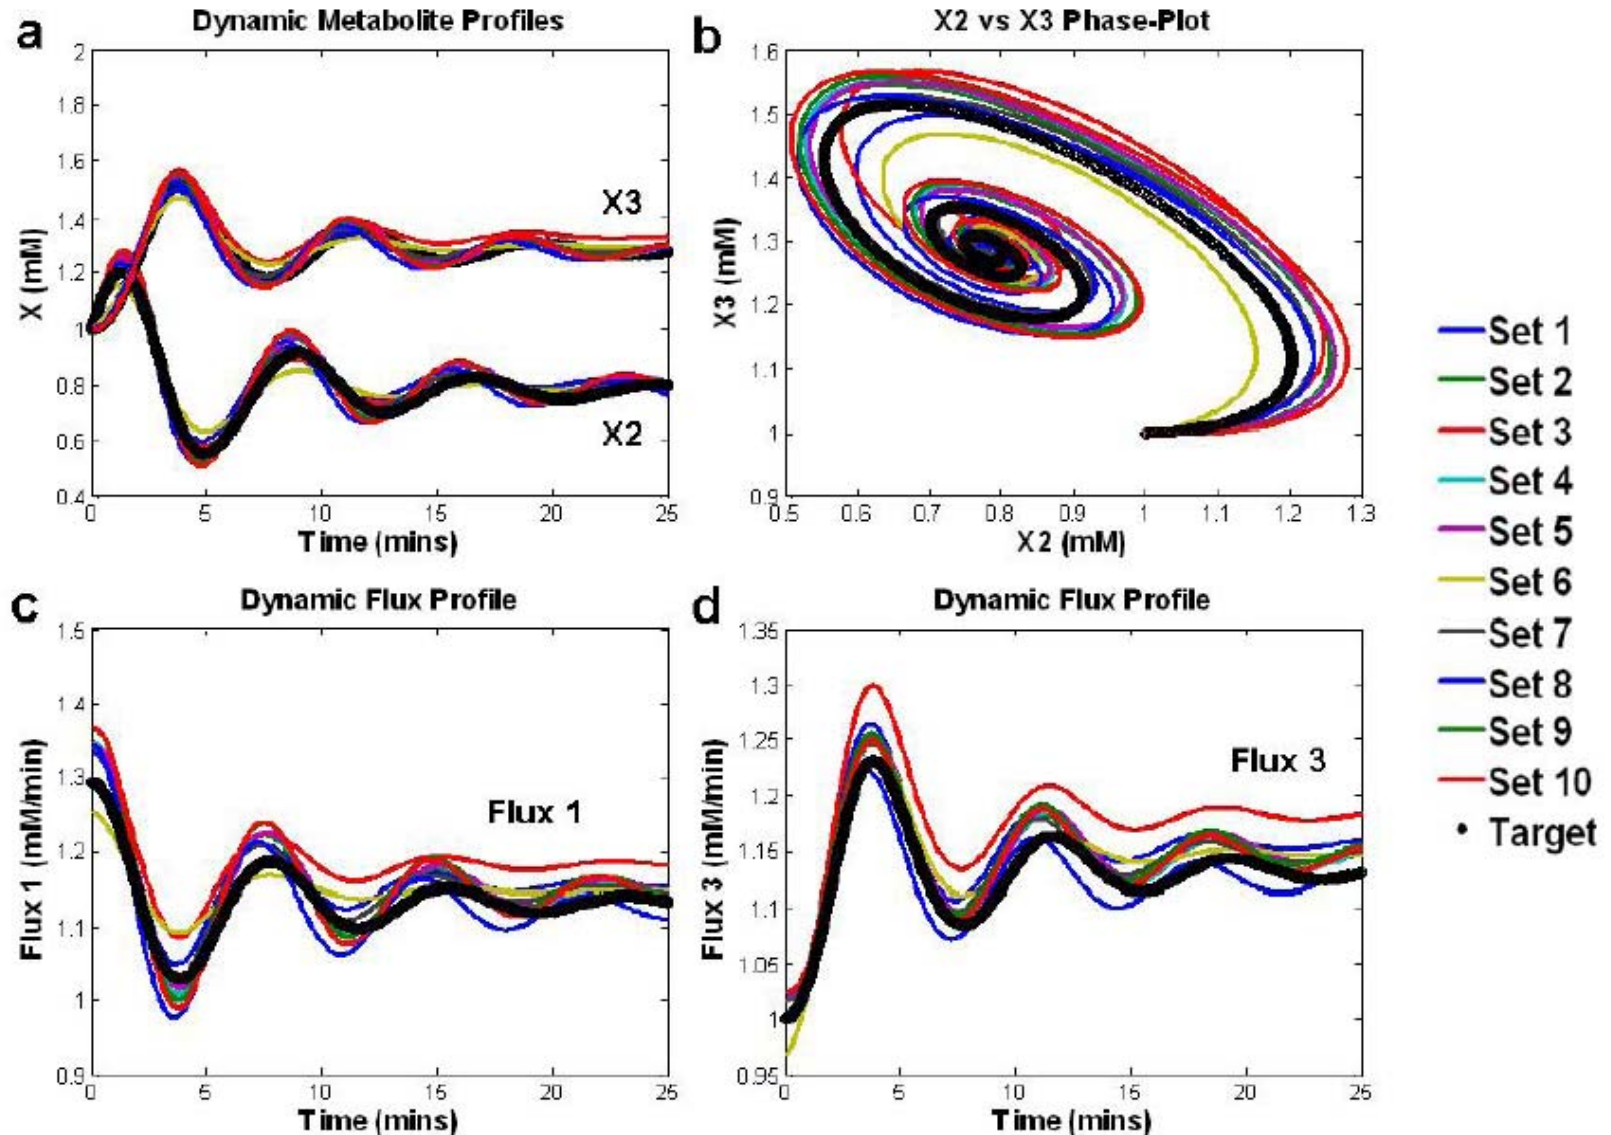 a
Dynamic Metabolite Profiles
2
1.8
1.6
1.4
1.2
1
0.8
0.6
0.4
X (mM)
X3
X2
0 5 10 15 20 25
Time (mins)
b
X2 vs X3 Phase-Plot
1.6
1.5
1.4
1.3
1.2
1.1
1
0.9
X3 (mM)
0.5 0.6 0.7 0.8 0.9 1 1.1 1.2 1.3
X2 (mM)
c
Dynamic Flux Profile
1.5
1.4
1.3
1.2
1.1
1
0.9
Flux 1 (mM/min)
Flux 1
0 5 10 15 20 25
Time (mins)
d
Dynamic Flux Profile
1.35
1.3
1.25
1.2
1.15
1.1
1.05
1
0.95
Flux 3 (mM/min)
Flux 3
0 5 10 15 20 25
Time (mins)
Set 1
Set 2
Set 3
Set 4
Set 5
Set 6
Set 7
Set 8
Set 9
Set 10
Target